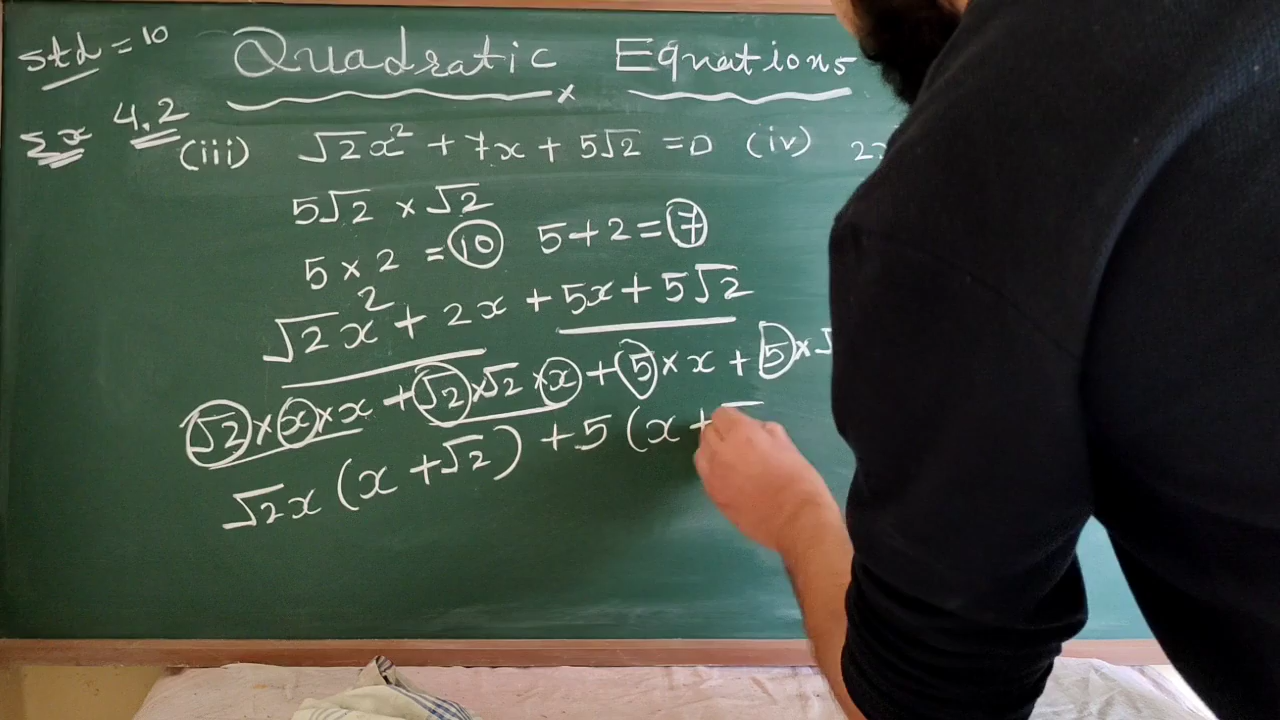 Std = 10
Quadratic Equations
Ex 4.2
(iii) √2x² + 7x + 5√2 = 0 (iv) 2
5√2 × √2
5 × 2 = 10 5+2 = 7
√2x² + 2x + 5x + 5√2
√2 × x × x + √2 × √2 × x + 5 × x + 5 × √
√2x (x + √2) + 5 (x + √